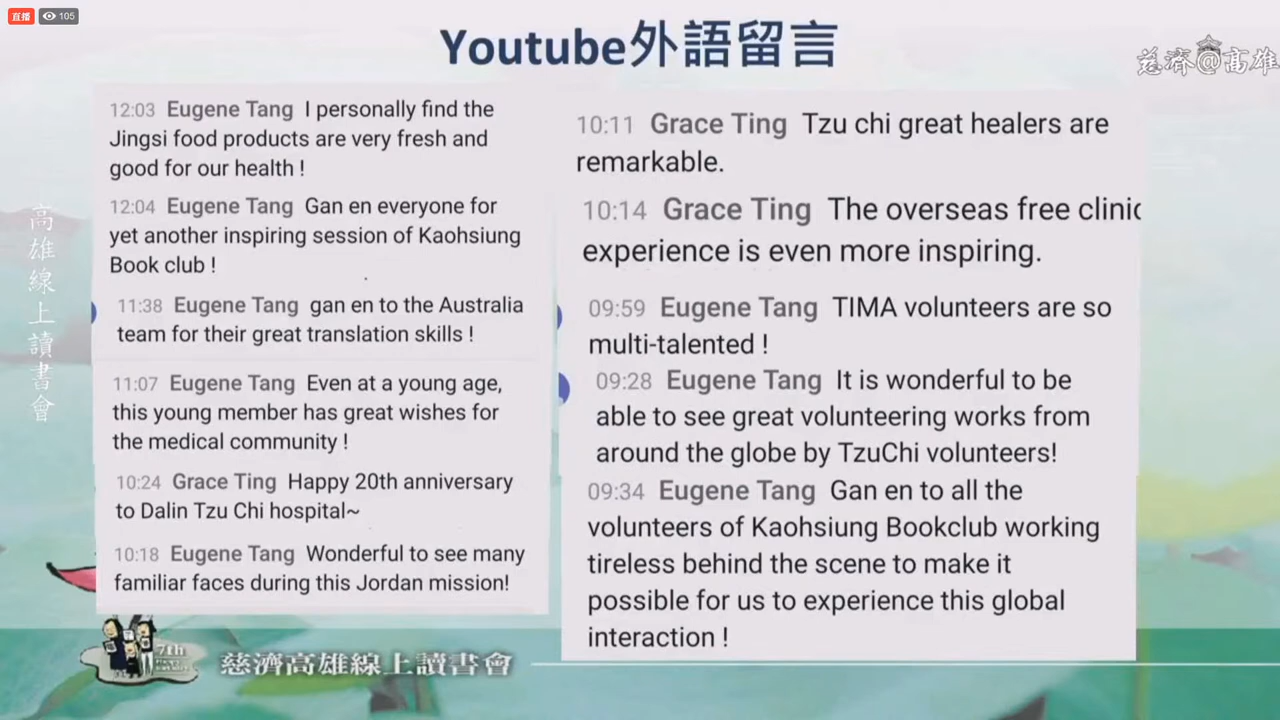 直播 105
Youtube外語留言
慈濟@高雄
高雄線上讀書會
12:03 Eugene Tang I personally find the
Jingsi food products are very fresh and
good for our health !
12:04 Eugene Tang Gan en everyone for
yet another inspiring session of Kaohsiung
Book club !
11:38 Eugene Tang gan en to the Australia
team for their great translation skills !
11:07 Eugene Tang Even at a young age,
this young member has great wishes for
the medical community !
10:24 Grace Ting Happy 20th anniversary
to Dalin Tzu Chi hospital~
10:18 Eugene Tang Wonderful to see many
familiar faces during this Jordan mission!
10:11 Grace Ting Tzu chi great healers are
remarkable.
10:14 Grace Ting The overseas free clinic
experience is even more inspiring.
09:59 Eugene Tang TIMA volunteers are so
multi-talented !
09:28 Eugene Tang It is wonderful to be
able to see great volunteering works from
around the globe by TzuChi volunteers!
09:34 Eugene Tang Gan en to all the
volunteers of Kaohsiung Bookclub working
tireless behind the scene to make it
possible for us to experience this global
interaction !
7th
慈濟高雄線上讀書會